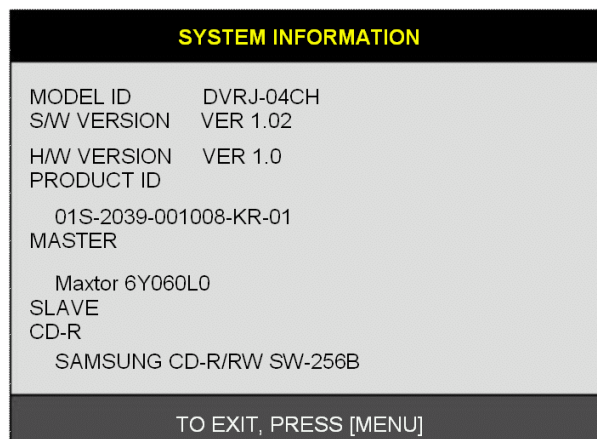 SYSTEM INFORMATION
MODEL ID DVRJ-04CH
S/W VERSION VER 1.02
H/W VERSION VER 1.0
PRODUCT ID
01S-2039-001008-KR-01
MASTER
Maxtor 6Y060L0
SLAVE
CD-R
SAMSUNG CD-R/RW SW-256B
TO EXIT, PRESS [MENU]